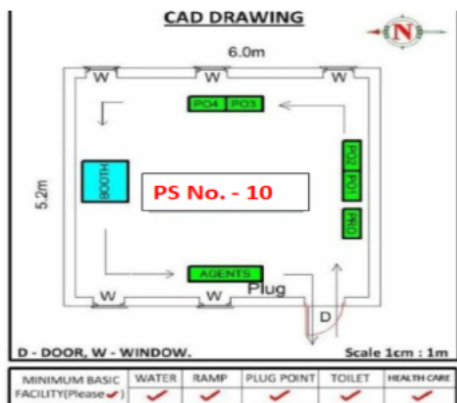 CAD DRAWING
N
6.0m
W W W
PO4 PO3
PO2
PO1
PRO
BOOTH
5.2m
PS No. - 10
AGENTS
Plug
W W
D
D - DOOR, W - WINDOW. Scale 1cm : 1m
MINIMUM BASIC FACILITY(Please ✓) WATER RAMP PLUG POINT TOILET HEALTH CARE
✓ ✓ ✓ ✓ ✓